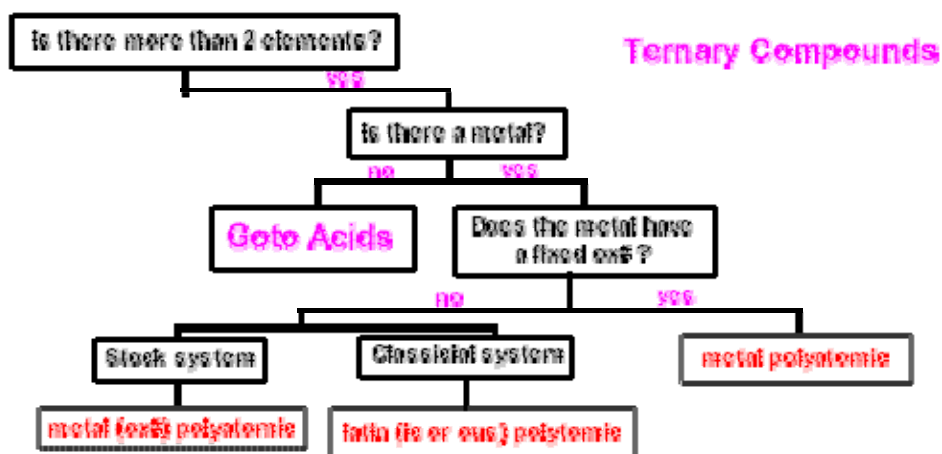 Is there more than 2 elements?
Ternary Compounds
yes
Is there a metal?
no
yes
Goto Acids
Does the metal have
a fixed ox#?
no
yes
Stock system
Classical system
metal polyatomic
metal (ox#) polyatomic
latin (ic or ous) polytomic